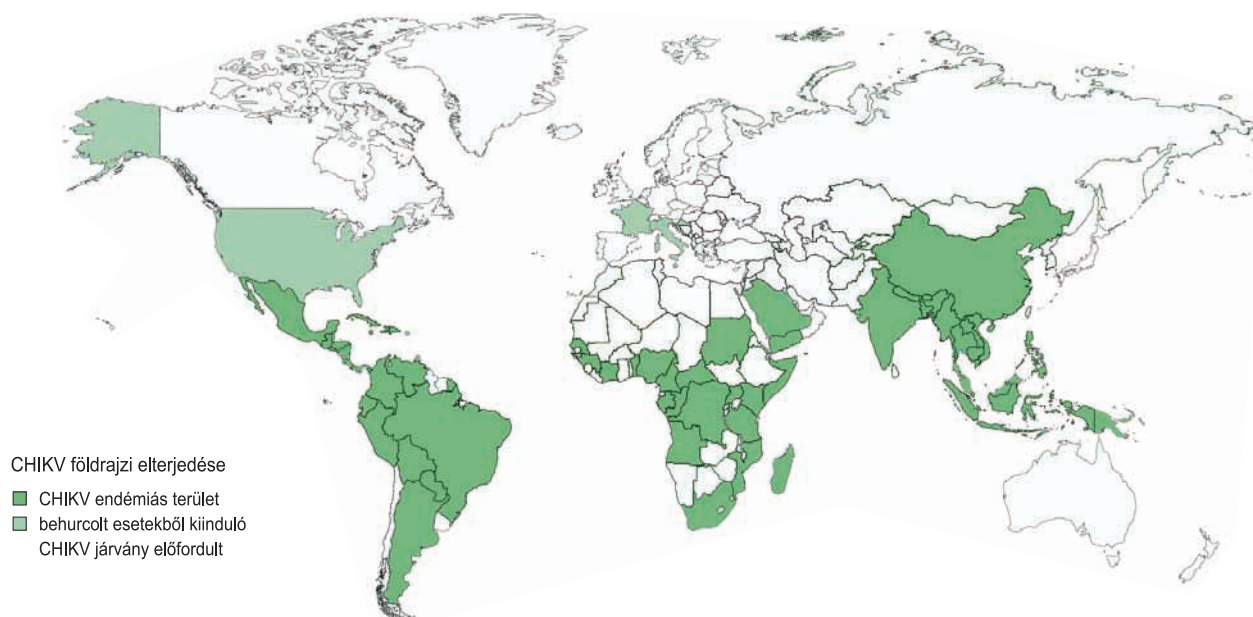 CHIKV földrajzi elterjedése
CHIKV endémiás terület
behurcolt esetekből kiinduló
CHIKV járvány előfordult